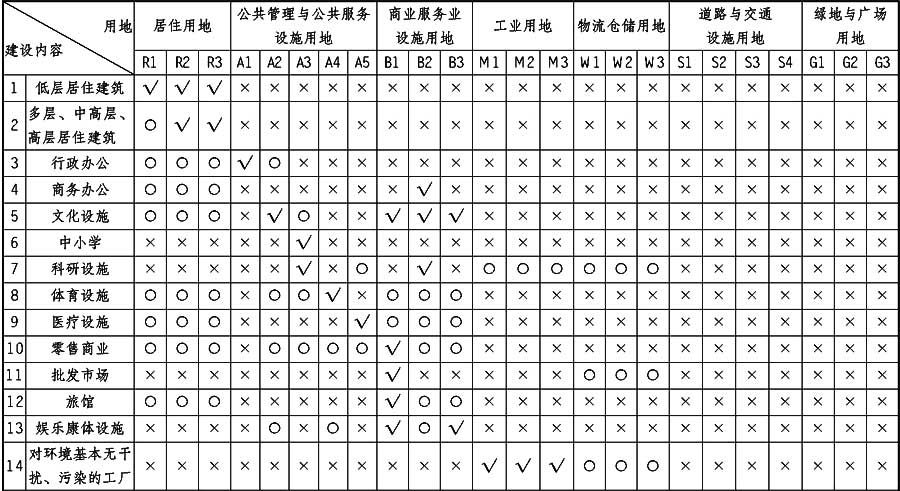 用地 居住用地 公共管理与公共服务 商业服务业 工业用地 物流仓储用地 道路与交通 绿地与广场
建设内容 设施用地 设施用地 设施用地 用地
R1 R2 R3 A1 A2 A3 A4 A5 B1 B2 B3 M1 M2 M3 W1 W2 W3 S1 S2 S3 S4 G1 G2 G3
1 低层居住建筑 √ √ √ × × × × × × × × × × × × × × × × × × × × ×
2 多层、中高层、
高层居住建筑 ○ √ √ × × × × × × × × × × × × × × × × × × × × ×
3 行政办公 ○ ○ ○ √ ○ × × × × × × × × × × × × × × × × × × ×
4 商务办公 ○ ○ ○ × × × × × × √ × × × × × × × × × × × × × ×
5 文化设施 ○ ○ ○ × √ ○ × × √ √ √ × × × × × × × × × × × × ×
6 中小学 × × × × × √ × × × × × × × × × × × × × × × × × ×
7 科研设施 × × × × × √ × ○ × √ × ○ ○ ○ ○ ○ ○ × × × × × × ×
8 体育设施 ○ ○ ○ × ○ ○ √ × ○ ○ ○ × × × × × × × × × × × × ×
9 医疗设施 ○ ○ ○ × × × × √ ○ ○ ○ × × × × × × × × × × × × ×
10 零售商业 ○ ○ ○ × ○ ○ ○ ○ √ ○ ○ × × × × × × × × × × × × ×
11 批发市场 × × × × × × × × √ × × × × × ○ ○ ○ × × × × × × ×
12 旅馆 ○ ○ ○ × × × × × √ ○ ○ × × × × × × × × × × × × ×
13 娱乐康体设施 × × × × ○ × ○ × √ ○ √ × × × × × × × × × × × × ×
14 对环境基本无干
扰、污染的工厂 × × × × × × × × × × × √ √ √ ○ ○ ○ × × × × × × ×